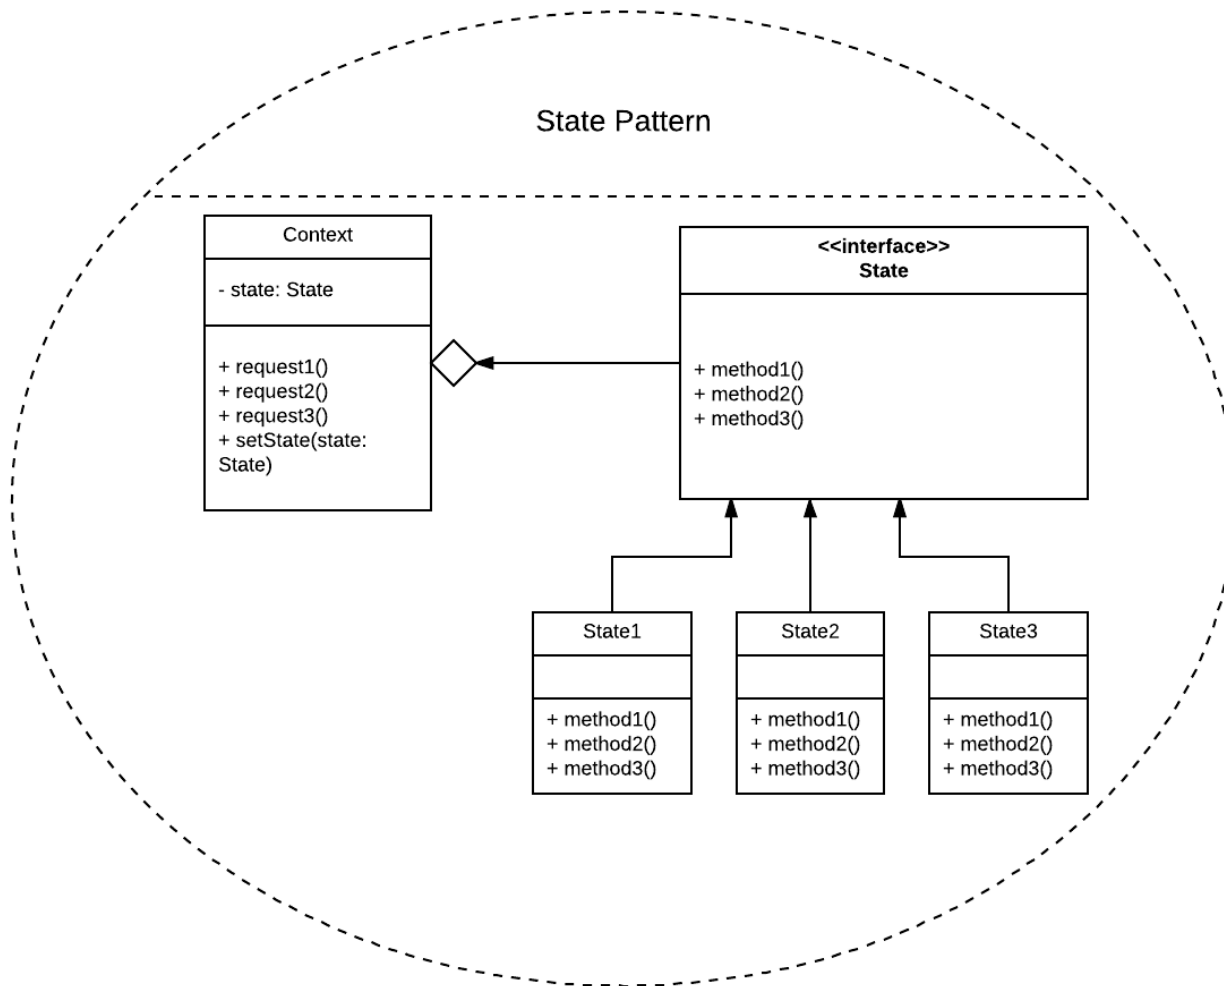 State Pattern
Context
- state: State
+ request1()
+ request2()
+ request3()
+ setState(state:
State)
<<interface>>
State
+ method1()
+ method2()
+ method3()
State1
+ method1()
+ method2()
+ method3()
State2
+ method1()
+ method2()
+ method3()
State3
+ method1()
+ method2()
+ method3()